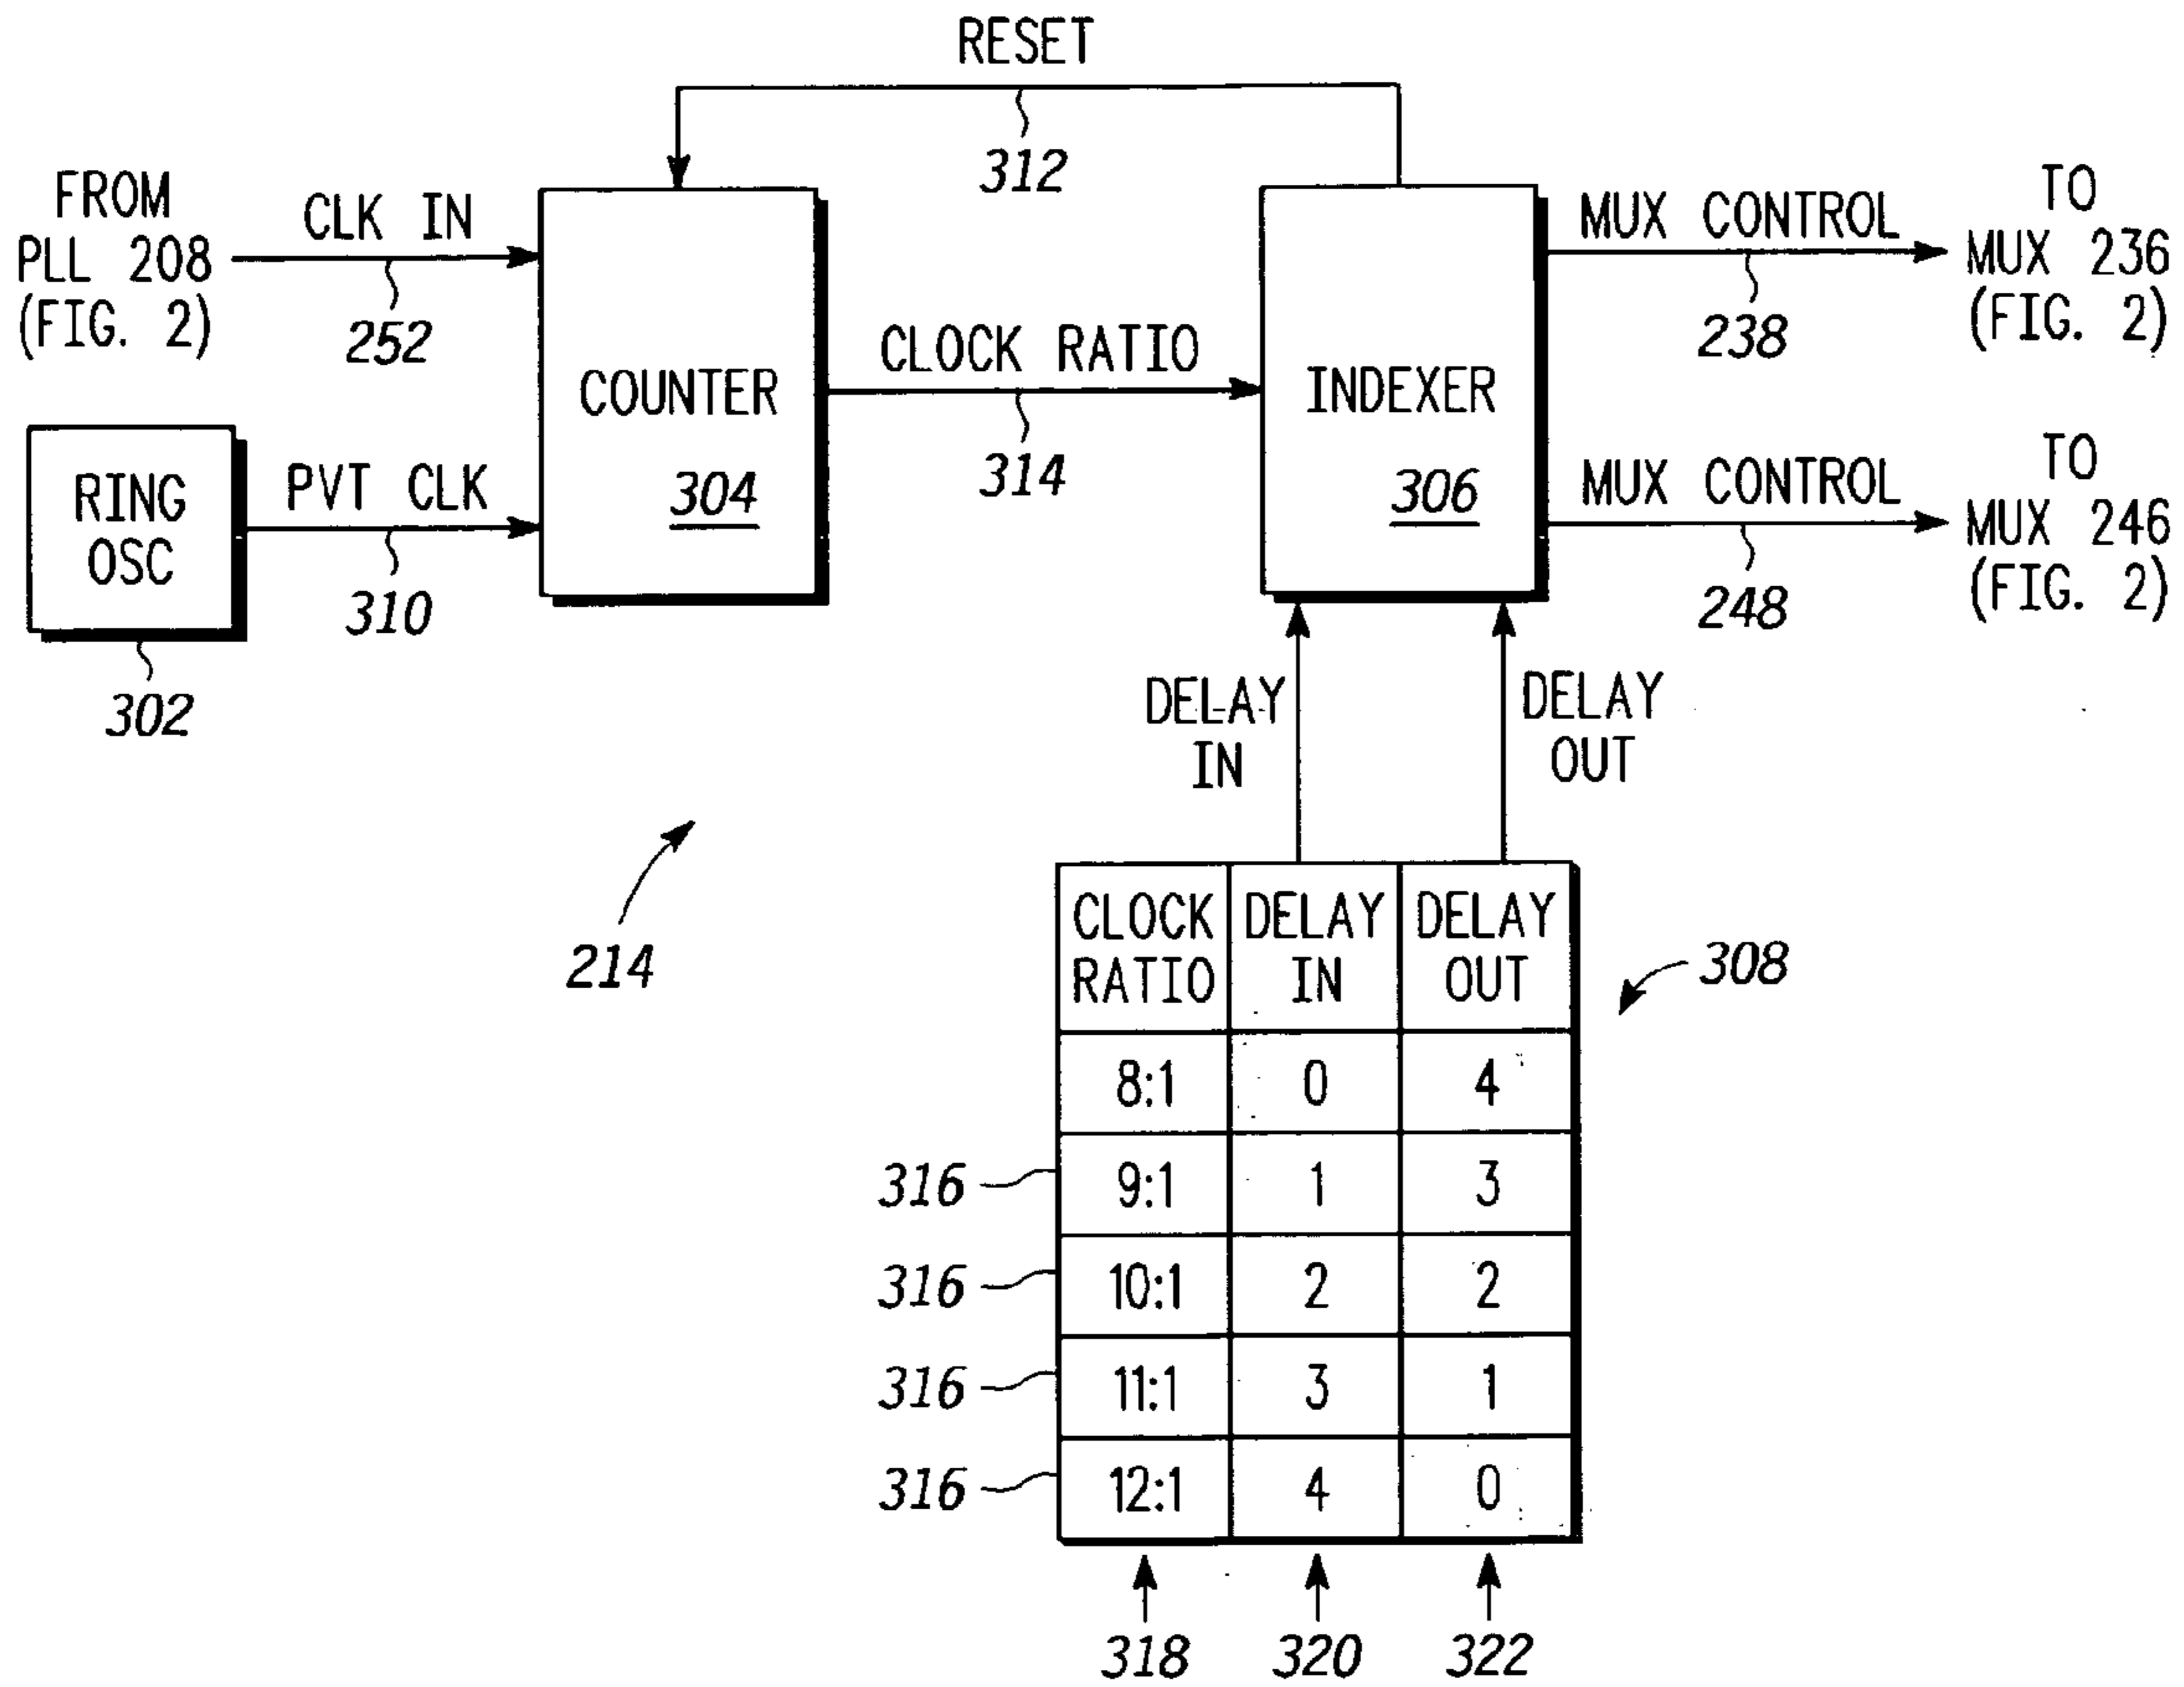 RESET
312
FROM
PLL 208
(FIG. 2)
CLK IN
252
COUNTER
304
CLOCK RATIO
314
INDEXER
306
MUX CONTROL
238
TO
MUX 236
(FIG. 2)
RING
OSC
302
PVT CLK
310
MUX CONTROL
248
TO
MUX 246
(FIG. 2)
DELAY
IN
DELAY
OUT
214
308
CLOCK
RATIO
DELAY
IN
DELAY
OUT
8:1 0 4
316 9:1 1 3
316 10:1 2 2
316 11:1 3 1
316 12:1 4 0
318 320 322